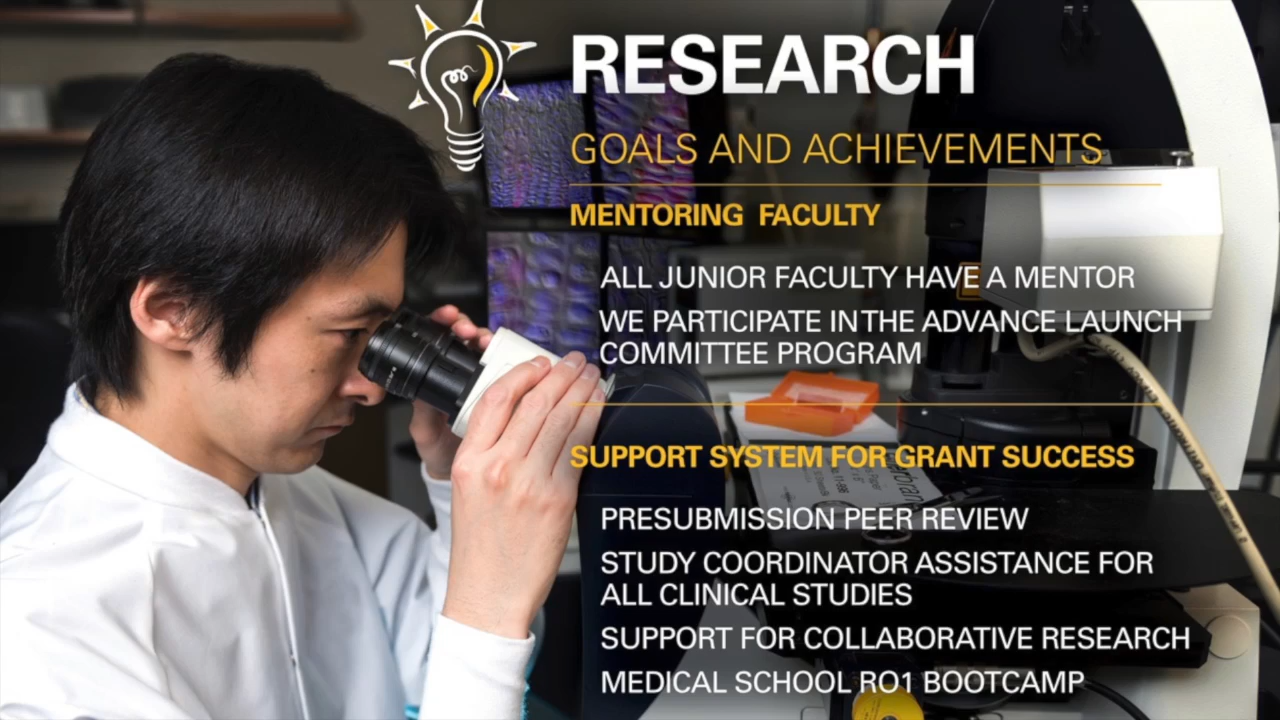 RESEARCH
GOALS AND ACHIEVEMENTS
MENTORING FACULTY
ALL JUNIOR FACULTY HAVE A MENTOR
WE PARTICIPATE IN THE ADVANCE LAUNCH
COMMITTEE PROGRAM
SUPPORT SYSTEM FOR GRANT SUCCESS
PRESUBMISSION PEER REVIEW
STUDY COORDINATOR ASSISTANCE FOR
ALL CLINICAL STUDIES
SUPPORT FOR COLLABORATIVE RESEARCH
MEDICAL SCHOOL RO1 BOOTCAMP